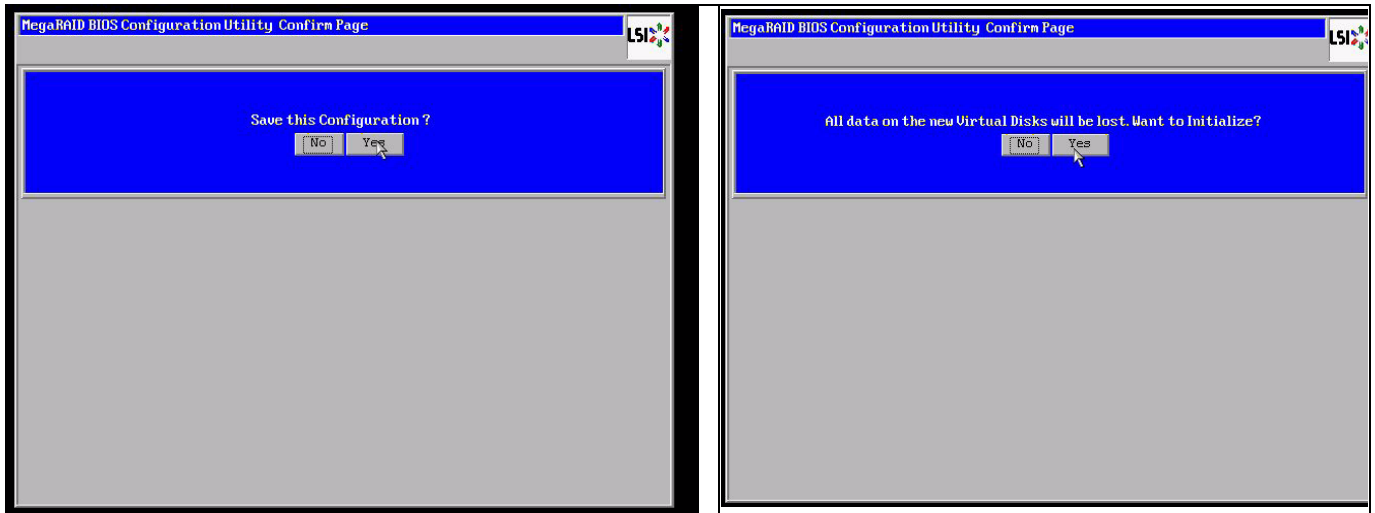 MegaRAID BIOS Configuration Utility Confirm Page
LSI
Save this Configuration ?
No Yes
MegaRAID BIOS Configuration Utility Confirm Page
LSI
All data on the new Virtual Disks will be lost. Want to Initialize?
No Yes